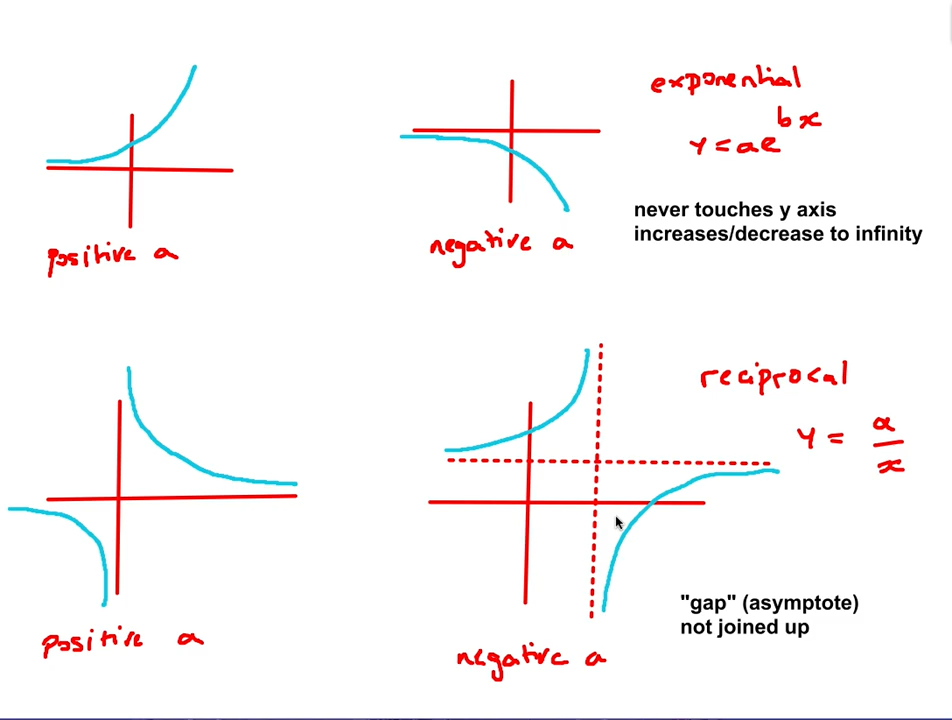 exponential
y = ae^bx
never touches y axis
increases/decrease to infinity
positive a
negative a
reciprocal
y = a/x
"gap" (asymptote)
not joined up
positive a
negative a